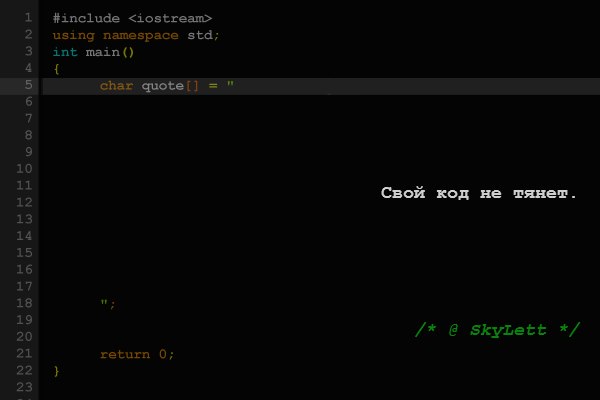 1 #include <iostream>
2 using namespace std;
3 int main()
4 {
5 char quote[] = "
6
7
8
9
10
11 Свой код не тянет.
12
13
14
15
16
17
18 ";
19
20 /* @ SkyLett */
21 return 0;
22 }
23